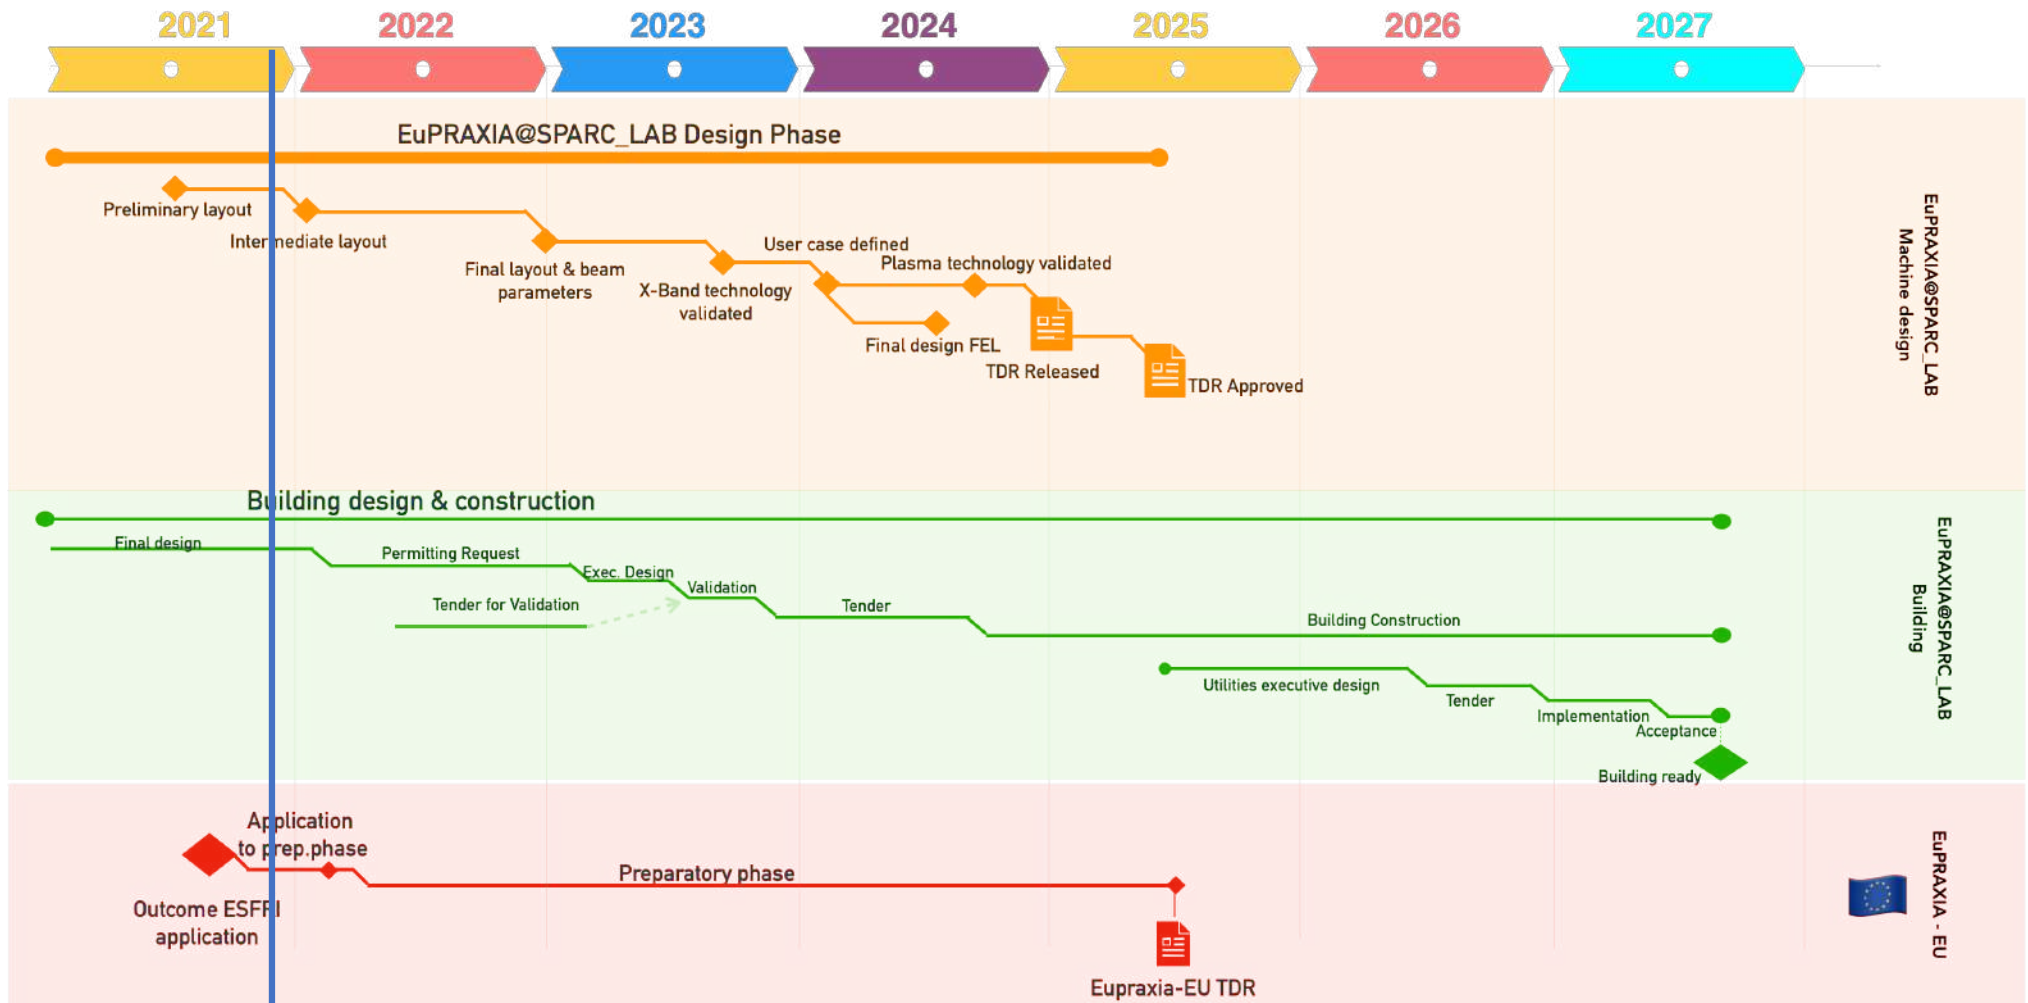 2021
2022
2023
2024
2025
2026
2027
EuPRAXIA@SPARC_LAB Design Phase
Preliminary layout
Intermediate layout
Final layout & beam
parameters
X-Band technology
validated
User case defined
Plasma technology validated
Final design FEL
TDR Released
TDR Approved
EuPRAXIA@SPARC_LAB
Machine design
Building design & construction
Final design
Permitting Request
Exec. Design
Validation
Tender for Validation
Tender
Building Construction
Utilities executive design
Tender
Implementation
Acceptance
Building ready
EuPRAXIA@SPARC_LAB
Building
Application
to prep.phase
Preparatory phase
Outcome ESFRI
application
Eupraxia-EU TDR
EuPRAXIA - EU